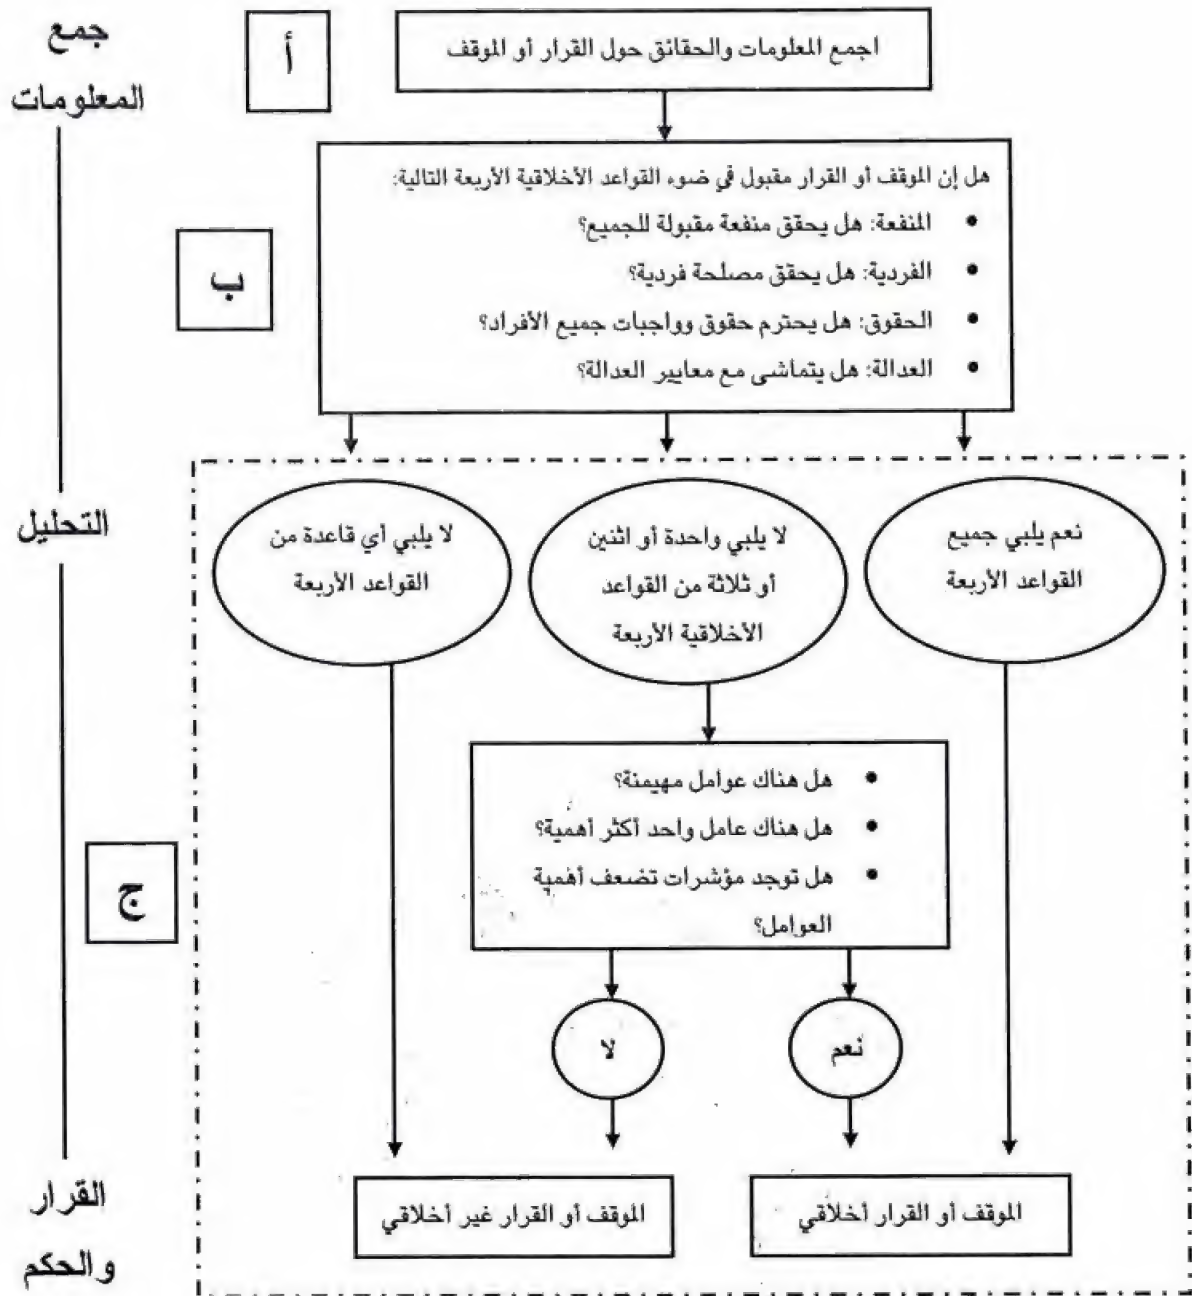 جمع
المعلومات
أ
اجمع المعلومات والحقائق حول القرار أو الموقف
ب
هل إن الموقف أو القرار مقبول في ضوء القواعد الأخلاقية الأربعة التالية:
• المنفعة: هل يحقق منفعة مقبولة للجميع؟
• الفردية: هل يحقق مصلحة فردية؟
• الحقوق: هل يحترم حقوق وواجبات جميع الأفراد؟
• العدالة: هل يتماشى مع معايير العدالة؟
التحليل
نعم يلبي جميع
القواعد الأربعة
لا يلبي واحدة أو اثنين
أو ثلاثة من القواعد
الأخلاقية الأربعة
لا يلبي أي قاعدة من
القواعد الأربعة
ج
• هل هناك عوامل مهيمنة؟
• هل هناك عامل واحد أكثر أهمية؟
• هل توجد مؤشرات تضعف أهمية
العوامل؟
نعم
لا
القرار
والحكم
الموقف أو القرار أخلاقي
الموقف أو القرار غير أخلاقي